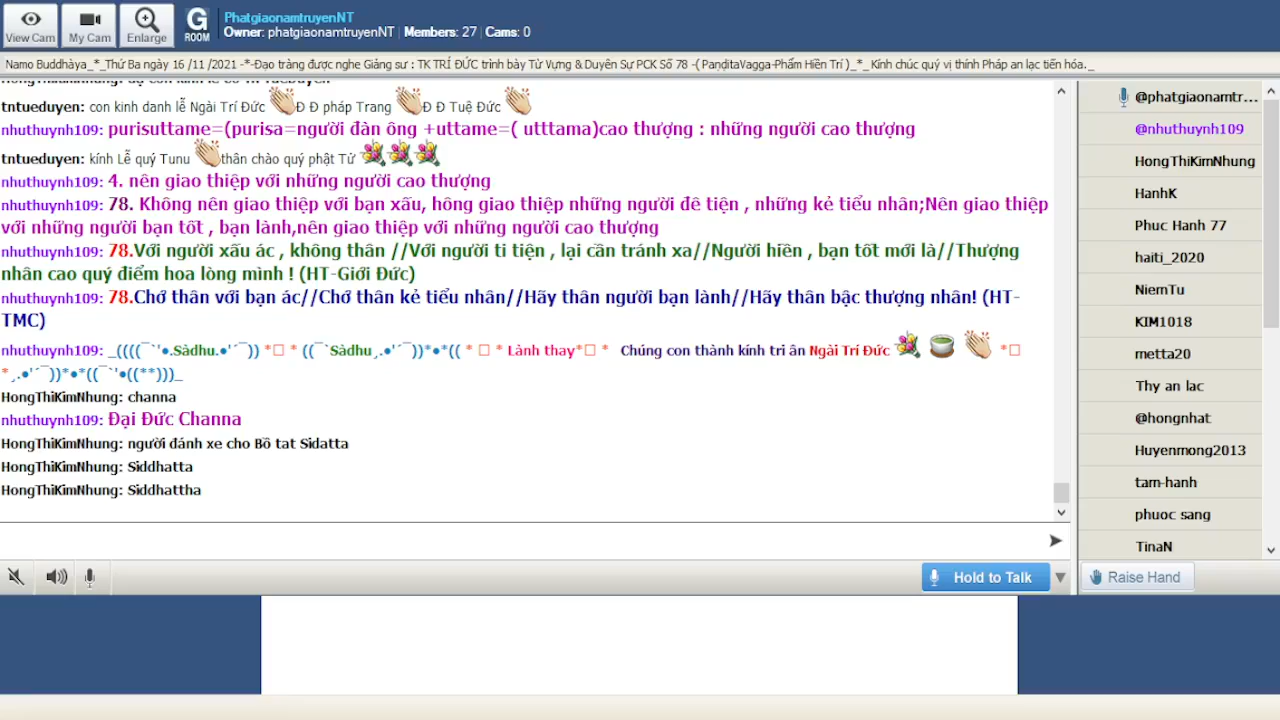 View Cam
My Cam
Enlarge
G
ROOM
PhatgiaonamtruyenNT
Owner: phatgiaonamtruyenNT | Members: 27 | Cams: 0
Namo Buddhàya_*_Thứ Ba ngày 16 /11 /2021 -*-Đạo tràng được nghe Giảng sư : TK TRÍ ĐỨC trình bày Từ Vựng & Duyên Sự PCK Số 78 -( PaṇḍitaVagga-Phẩm Hiền Trí )_*_ Kính chúc quý vị thính Pháp an lạc tiến hóa._
tntueduyen: con kinh danh lễ Ngài Trí Đức Đ Đ pháp Trang Đ Đ Tuệ Đức
nhuthuynh109: purisuttame=(purisa=người đàn ông +uttame=( utttama)cao thượng : những người cao thượng
tntueduyen: kính Lễ quý Tunu thân chào quý phật Tử
nhuthuynh109: 4. nên giao thiệp với những người cao thượng
nhuthuynh109: 78. Không nên giao thiệp với bạn xấu, hông giao thiệp những người đê tiện , những kẻ tiểu nhân;Nên giao thiệp
với những người bạn tốt , bạn lành,nên giao thiệp với những người cao thượng
nhuthuynh109: 78.Với người xấu ác , không thân //Với người ti tiện , lại cần tránh xa//Người hiền , bạn tốt mới là//Thượng
nhân cao quý điểm hoa lòng mình ! (HT-Giới Đức)
nhuthuynh109: 78.Chớ thân với bạn ác//Chớ thân kẻ tiểu nhân//Hãy thân người bạn lành//Hãy thân bậc thượng nhân! (HT-
TMC)
nhuthuynh109: _((((¯`'•.Sàdhu.•'´¯)) *□ * ((¯`Sàdhu¸.•'´¯))*•*(( * □ * Lành thay*□ * Chúng con thành kính tri ân Ngài Trí Đức *□
*¸.•'´¯))*•*((¯`'•((**)))_
HongThiKimNhung: channa
nhuthuynh109: Đại Đức Channa
HongThiKimNhung: người đánh xe cho Bồ tat Sidatta
HongThiKimNhung: Siddhatta
HongThiKimNhung: Siddhattha
Hold to Talk
@phatgiaonamtr...
@nhuthuynh109
HongThiKimNhung
HanhK
Phuc Hanh 77
haiti_2020
NiemTu
KIM1018
metta20
Thy an lac
@hongnhat
Huyenmong2013
tam-hanh
phuoc sang
TinaN
Raise Hand